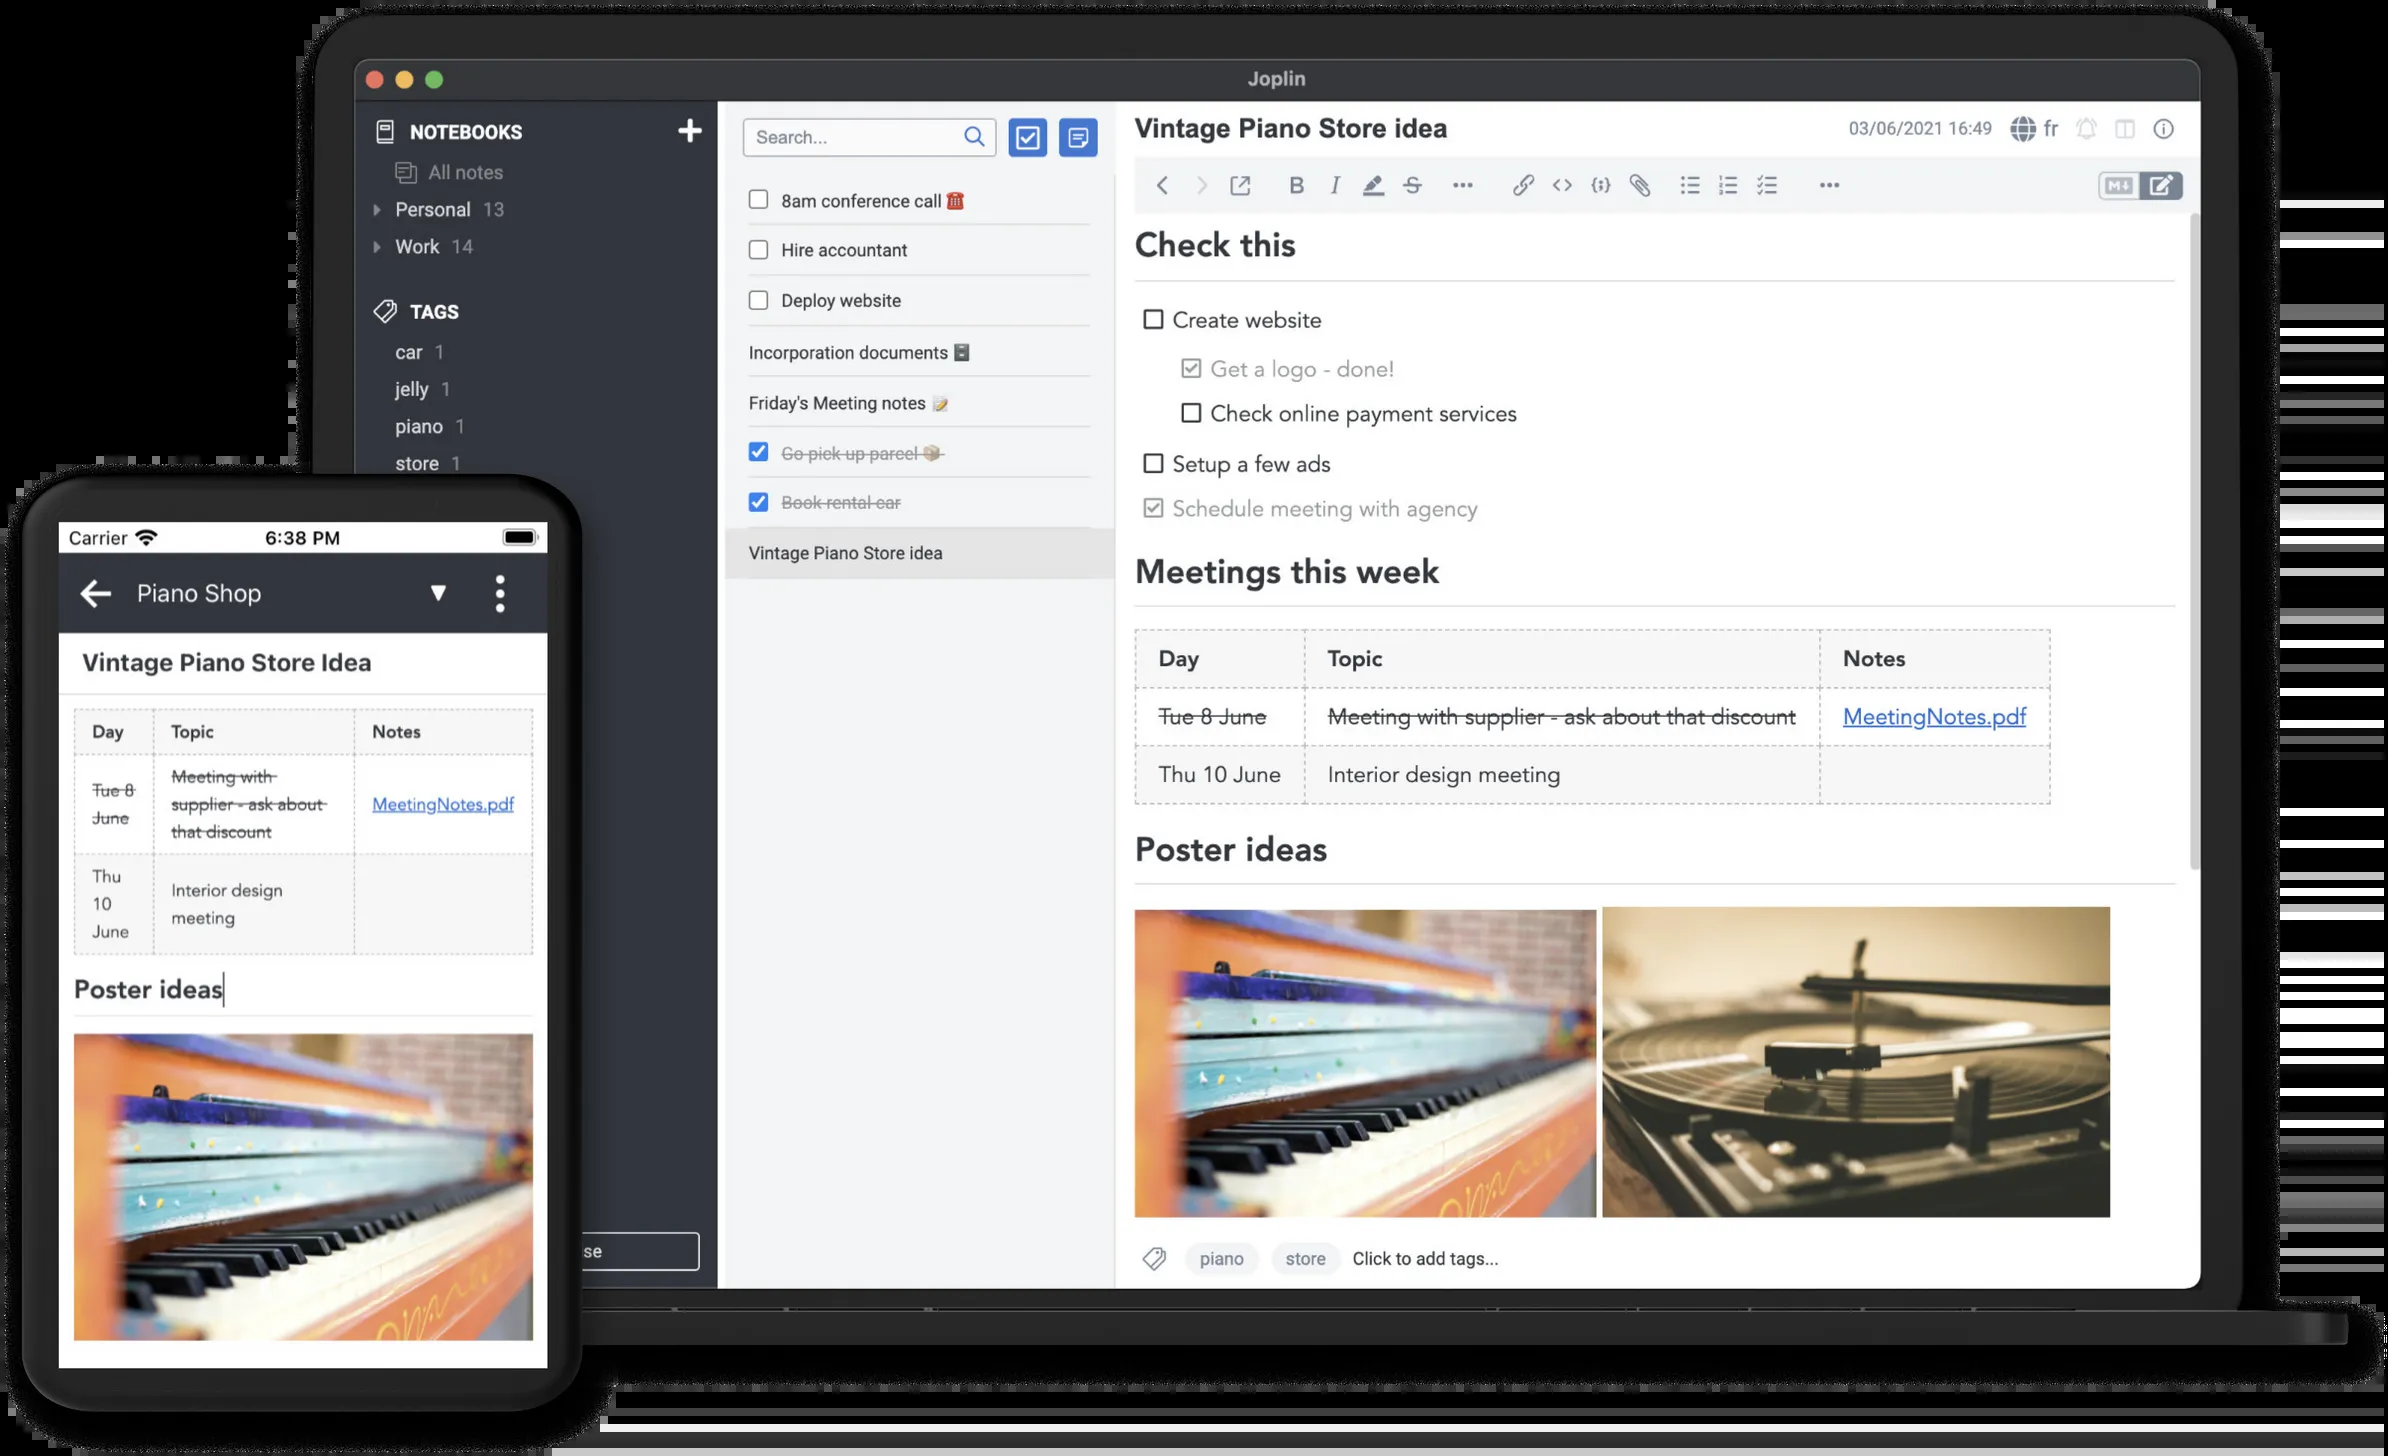 Joplin
NOTEBOOKS
All notes
Personal 13
Work 14
TAGS
car 1
jelly 1
piano 1
store 1
se
Search...
8am conference call ☎️
Hire accountant
Deploy website
Incorporation documents 🗄️
Friday's Meeting notes 📝
Go pick up parcel 📦
Book rental car
Vintage Piano Store idea
Vintage Piano Store idea
03/06/2021 16:49 fr
B I S
M
Check this
Create website
Get a logo - done!
Check online payment services
Setup a few ads
Schedule meeting with agency
Meetings this week
Day Topic Notes
Tue 8 June Meeting with supplier - ask about that discount MeetingNotes.pdf
Thu 10 June Interior design meeting
Poster ideas
piano store Click to add tags...
Carrier 6:38 PM
Piano Shop
Vintage Piano Store Idea
Day Topic Notes
Tue 8
June
Meeting with
supplier - ask about
that discount
MeetingNotes.pdf
Thu
10
June
Interior design
meeting
Poster ideas